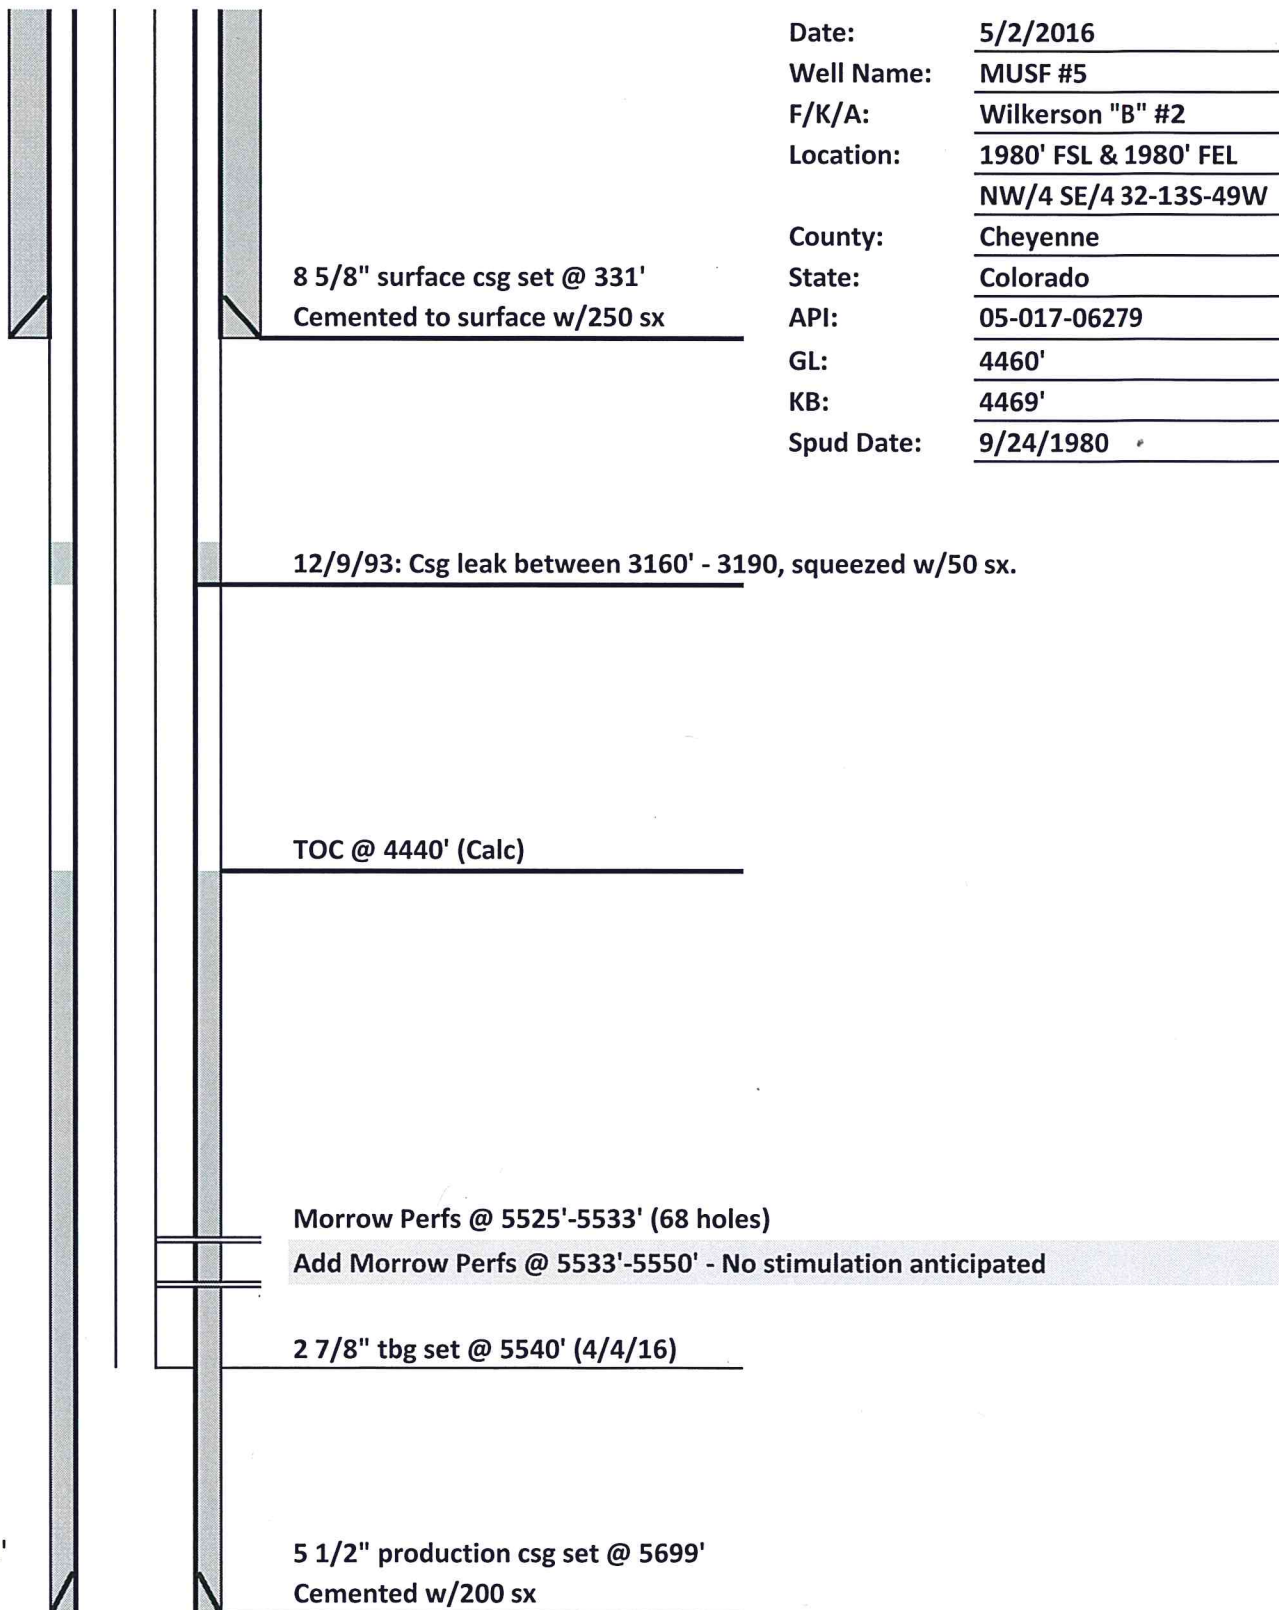 Date: 5/2/2016
Well Name: MUSF #5
F/K/A: Wilkerson "B" #2
Location: 1980' FSL & 1980' FEL
NW/4 SE/4 32-13S-49W
County: Cheyenne
State: Colorado
API: 05-017-06279
GL: 4460'
KB: 4469'
Spud Date: 9/24/1980
8 5/8" surface csg set @ 331'
Cemented to surface w/250 sx
12/9/93: Csg leak between 3160' - 3190, squeezed w/50 sx.
TOC @ 4440' (Calc)
Morrow Perfs @ 5525'-5533' (68 holes)
Add Morrow Perfs @ 5533'-5550' - No stimulation anticipated
2 7/8" tbg set @ 5540' (4/4/16)
'
5 1/2" production csg set @ 5699'
Cemented w/200 sx